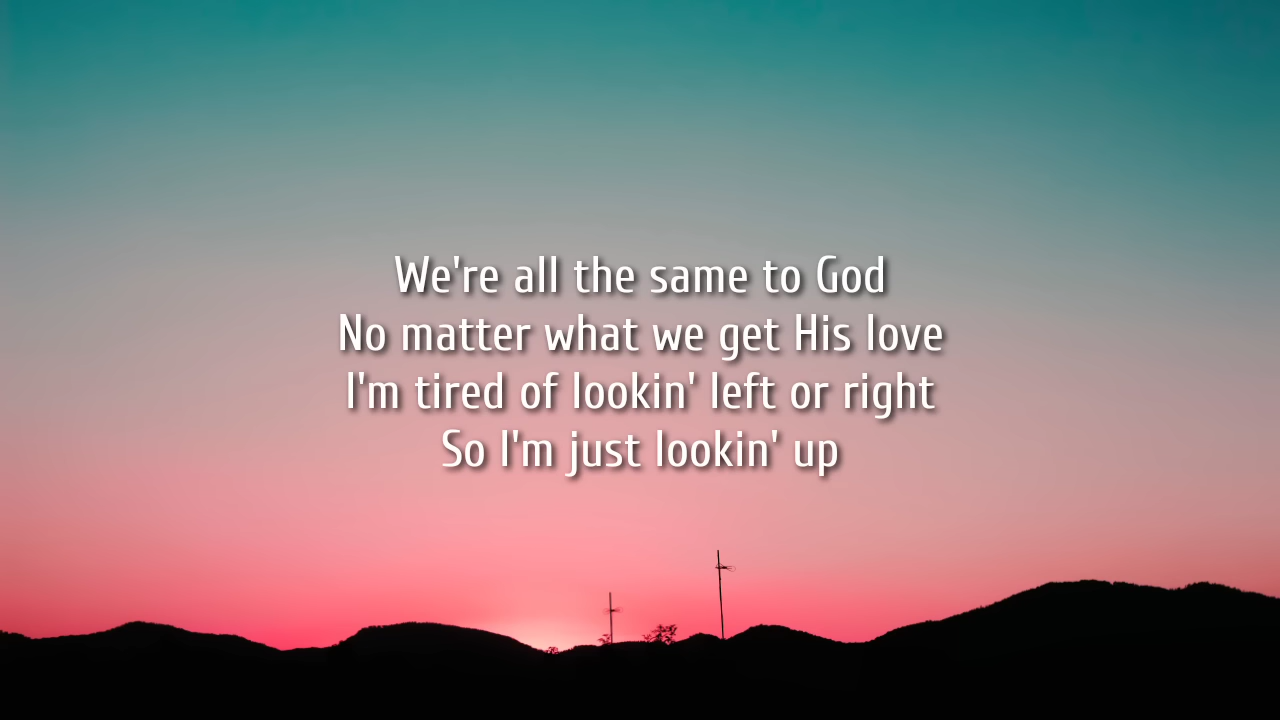 We're all the same to God
No matter what we get His love
I'm tired of lookin' left or right
So I'm just lookin' up